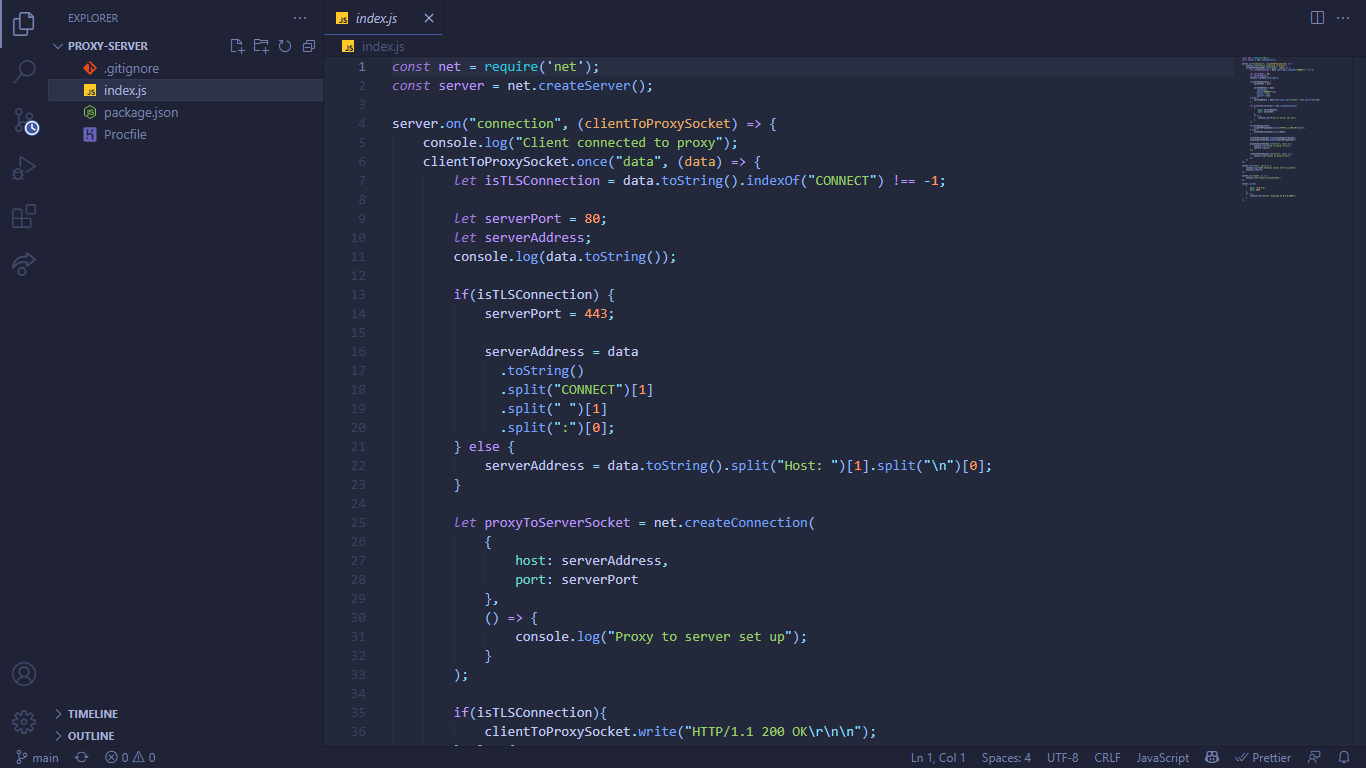 EXPLORER
PROXY-SERVER
.gitignore
JS index.js
package.json
Procfile
TIMELINE
OUTLINE
JS index.js
JS index.js
1 const net = require('net');
2 const server = net.createServer();
3
4 server.on("connection", (clientToProxySocket) => {
5 console.log("Client connected to proxy");
6 clientToProxySocket.once("data", (data) => {
7 let isTLSConnection = data.toString().indexOf("CONNECT") !== -1;
8
9 let serverPort = 80;
10 let serverAddress;
11 console.log(data.toString());
12
13 if(isTLSConnection) {
14 serverPort = 443;
15
16 serverAddress = data
17 .toString()
18 .split("CONNECT")[1]
19 .split(" ")[1]
20 .split(":")[0];
21 } else {
22 serverAddress = data.toString().split("Host: ")[1].split("\n")[0];
23 }
24
25 let proxyToServerSocket = net.createConnection(
26 {
27 host: serverAddress,
28 port: serverPort
29 },
30 () => {
31 console.log("Proxy to server set up");
32 }
33 );
34
35 if(isTLSConnection){
36 clientToProxySocket.write("HTTP/1.1 200 OK\r\n\n");
main 0 0 Ln 1, Col 1 Spaces: 4 UTF-8 CRLF JavaScript Prettier